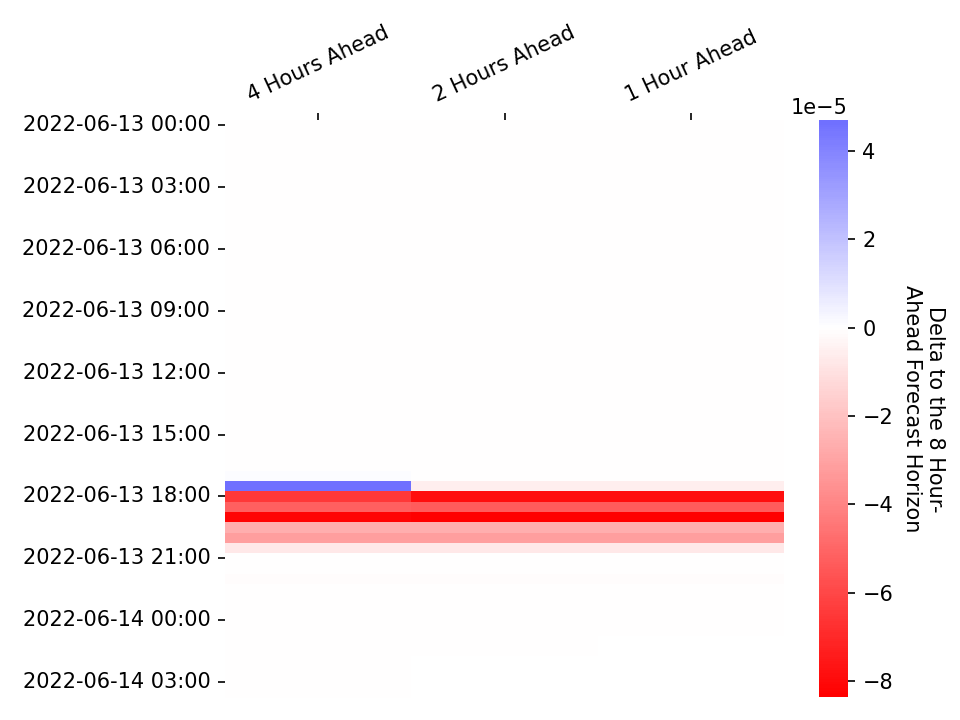 4 Hours Ahead
2 Hours Ahead
1 Hour Ahead
1e−5
2022-06-13 00:00
2022-06-13 03:00
2022-06-13 06:00
2022-06-13 09:00
2022-06-13 12:00
2022-06-13 15:00
2022-06-13 18:00
2022-06-13 21:00
2022-06-14 00:00
2022-06-14 03:00
4
2
0
−2
−4
−6
−8
Delta to the 8 Hour-
Ahead Forecast Horizon